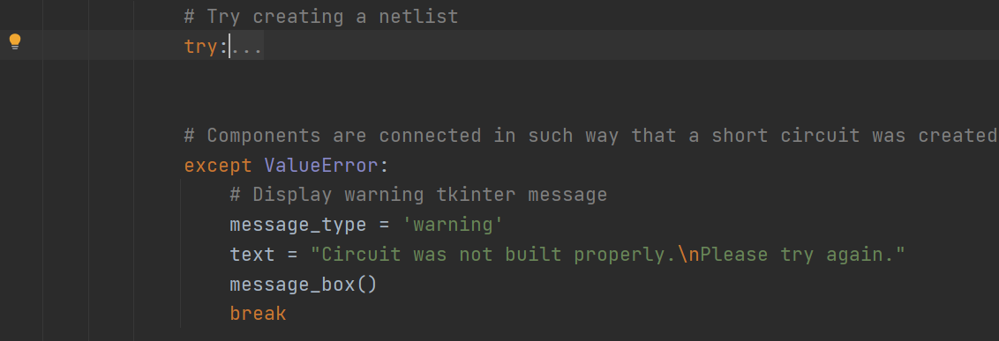 # Try creating a netlist
try:...
# Components are connected in such way that a short circuit was created
except ValueError:
# Display warning tkinter message
message_type = 'warning'
text = "Circuit was not built properly.\nPlease try again."
message_box()
break